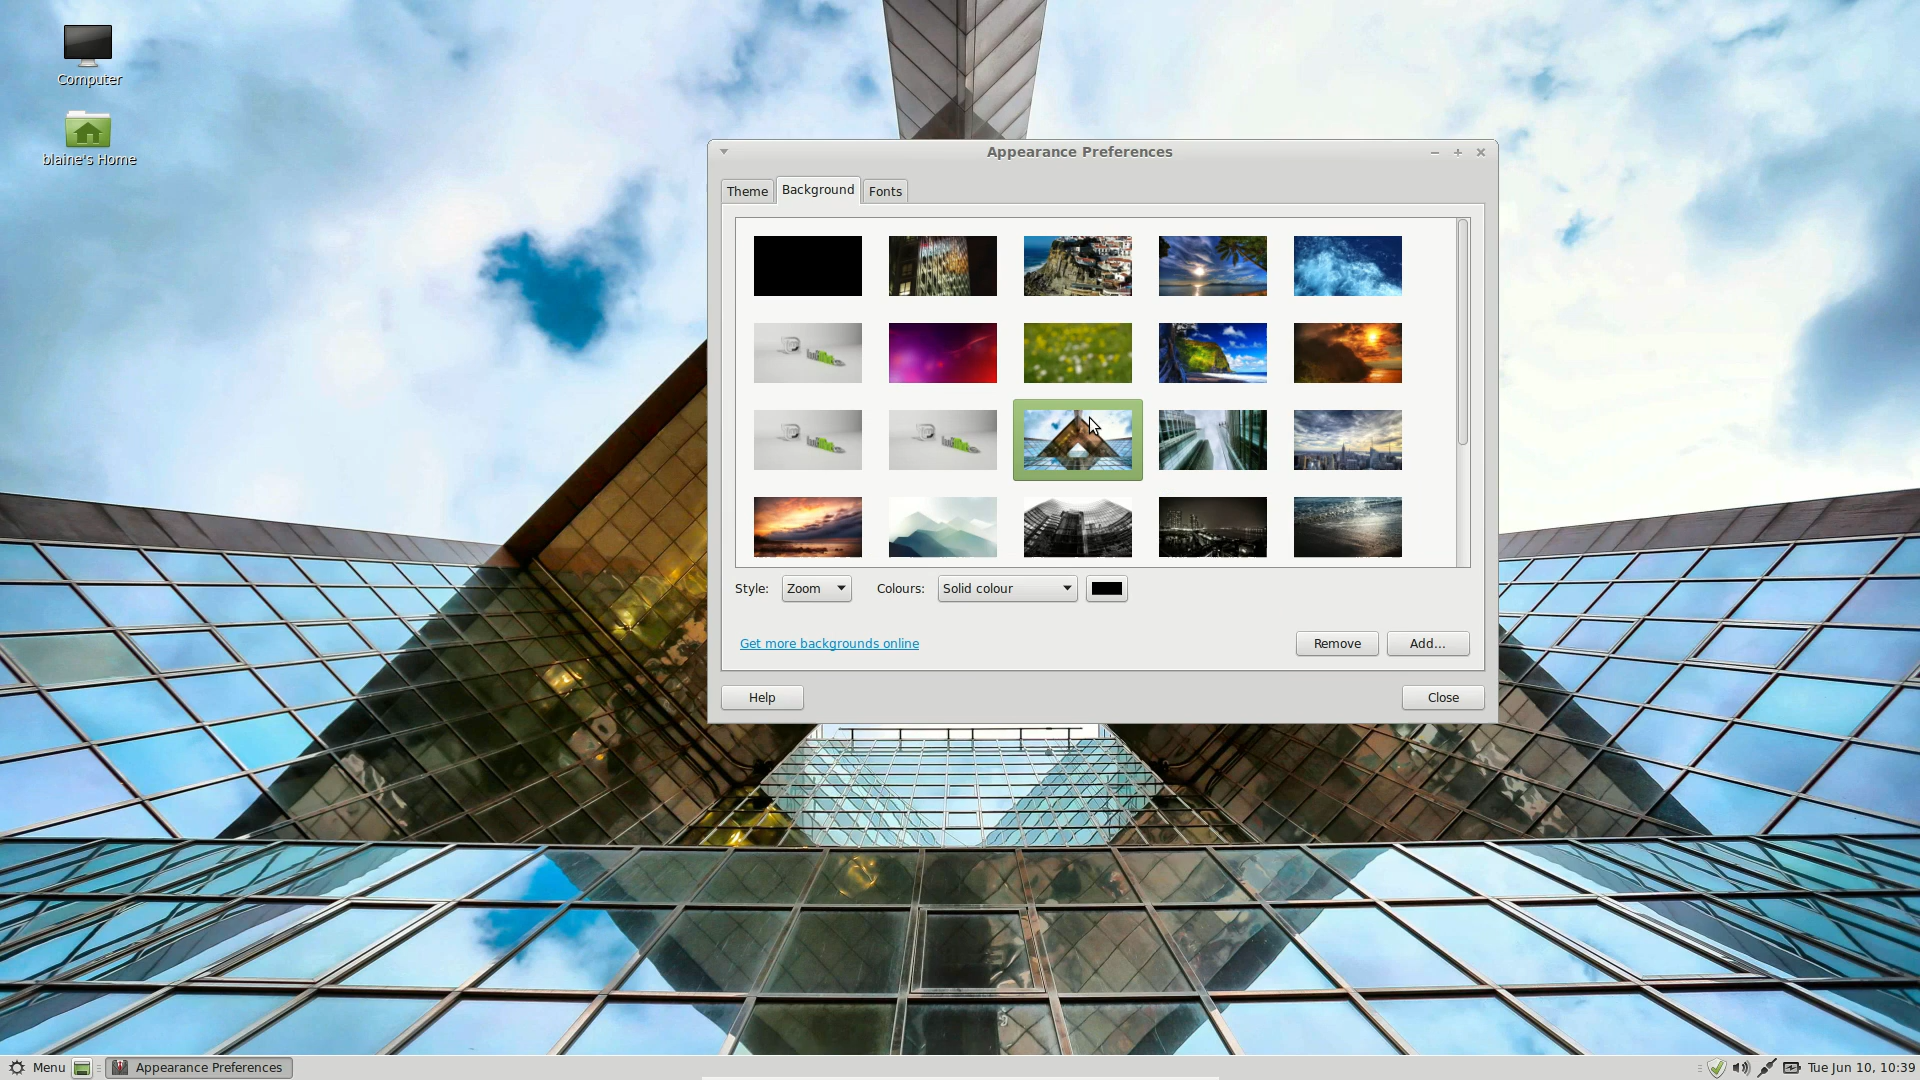 Computer
blaine's Home
Appearance Preferences
Theme
Background
Fonts
Style:
Zoom
Colours:
Solid colour
Get more backgrounds online
Remove
Add...
Help
Close
Menu
Appearance Preferences
Tue Jun 10, 10:39